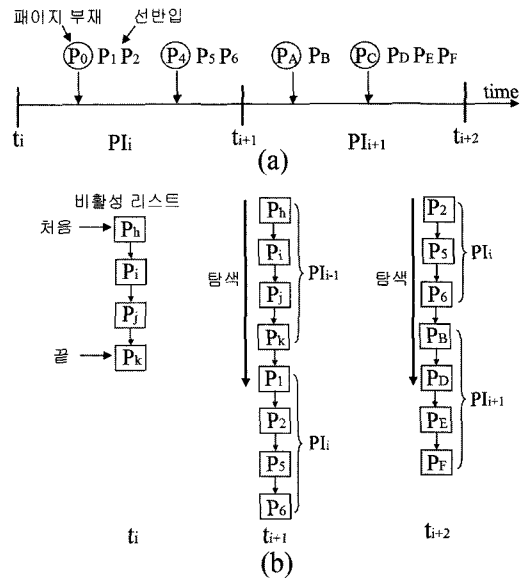 페이지 부재 선반입
P0 P1 P2 P4 P5 P6 PA PB PC PD PE PF
time
ti PIi ti+1 PIi+1 ti+2
(a)
비활성 리스트
처음
Ph
Pi
Pj
끝
Pk
ti
탐색
Ph
Pi
Pj
Pk
PIi-1
P1
P2
P5
P6
PIi
ti+1
탐색
P2
P5
P6
PIi
PB
PD
PE
PF
PIi+1
ti+2
(b)